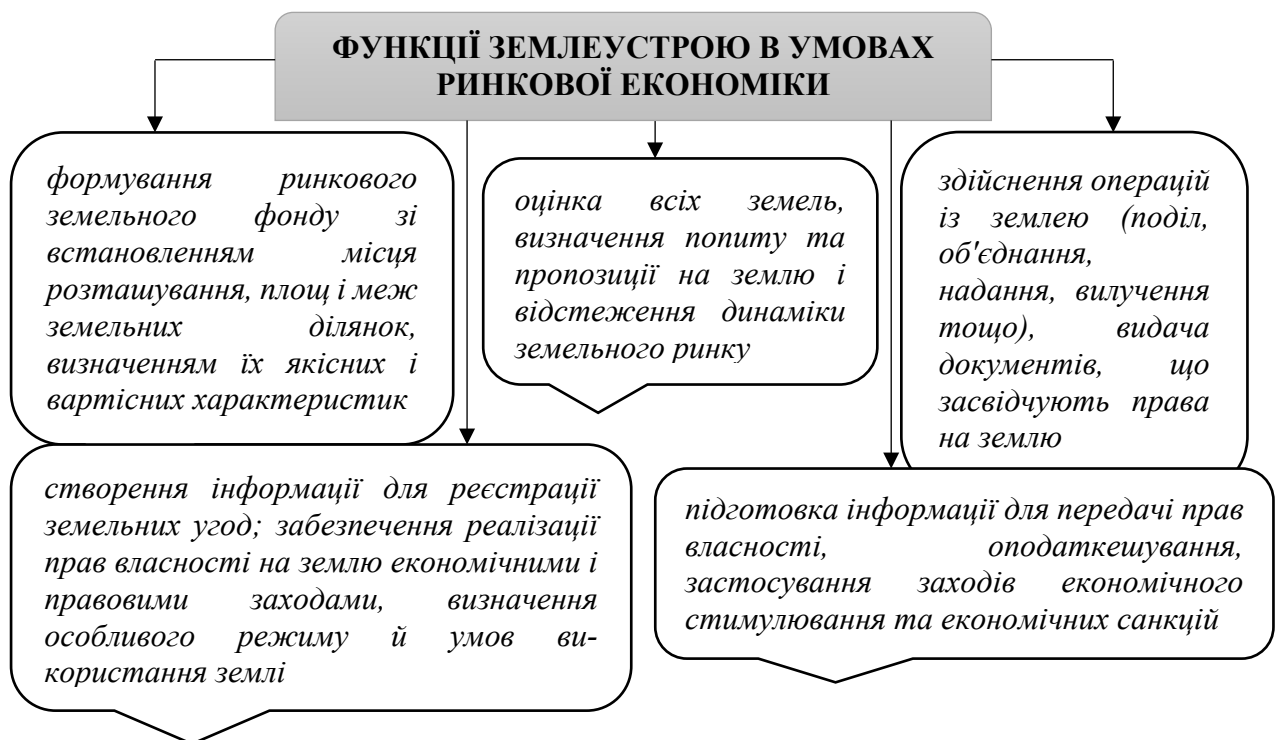 ФУНКЦІЇ ЗЕМЛЕУСТРОЮ В УМОВАХ
РИНКОВОЇ ЕКОНОМІКИ
формування ринкового
земельного фонду зі
встановленням місця
розташування, площ і меж
земельних ділянок,
визначенням їх якісних і
вартісних характеристик
оцінка всіх земель,
визначення попиту та
пропозиції на землю і
відстеження динаміки
земельного ринку
здійснення операцій
із землею (поділ,
об'єднання,
надання, вилучення
тощо), видача
документів, що
засвідчують права
на землю
створення інформації для реєстрації
земельних угод; забезпечення реалізації
прав власності на землю економічними і
правовими заходами, визначення
особливого режиму й умов ви-
користання землі
підготовка інформації для передачі прав
власності, оподаткешування,
застосування заходів економічного
стимулювання та економічних санкцій